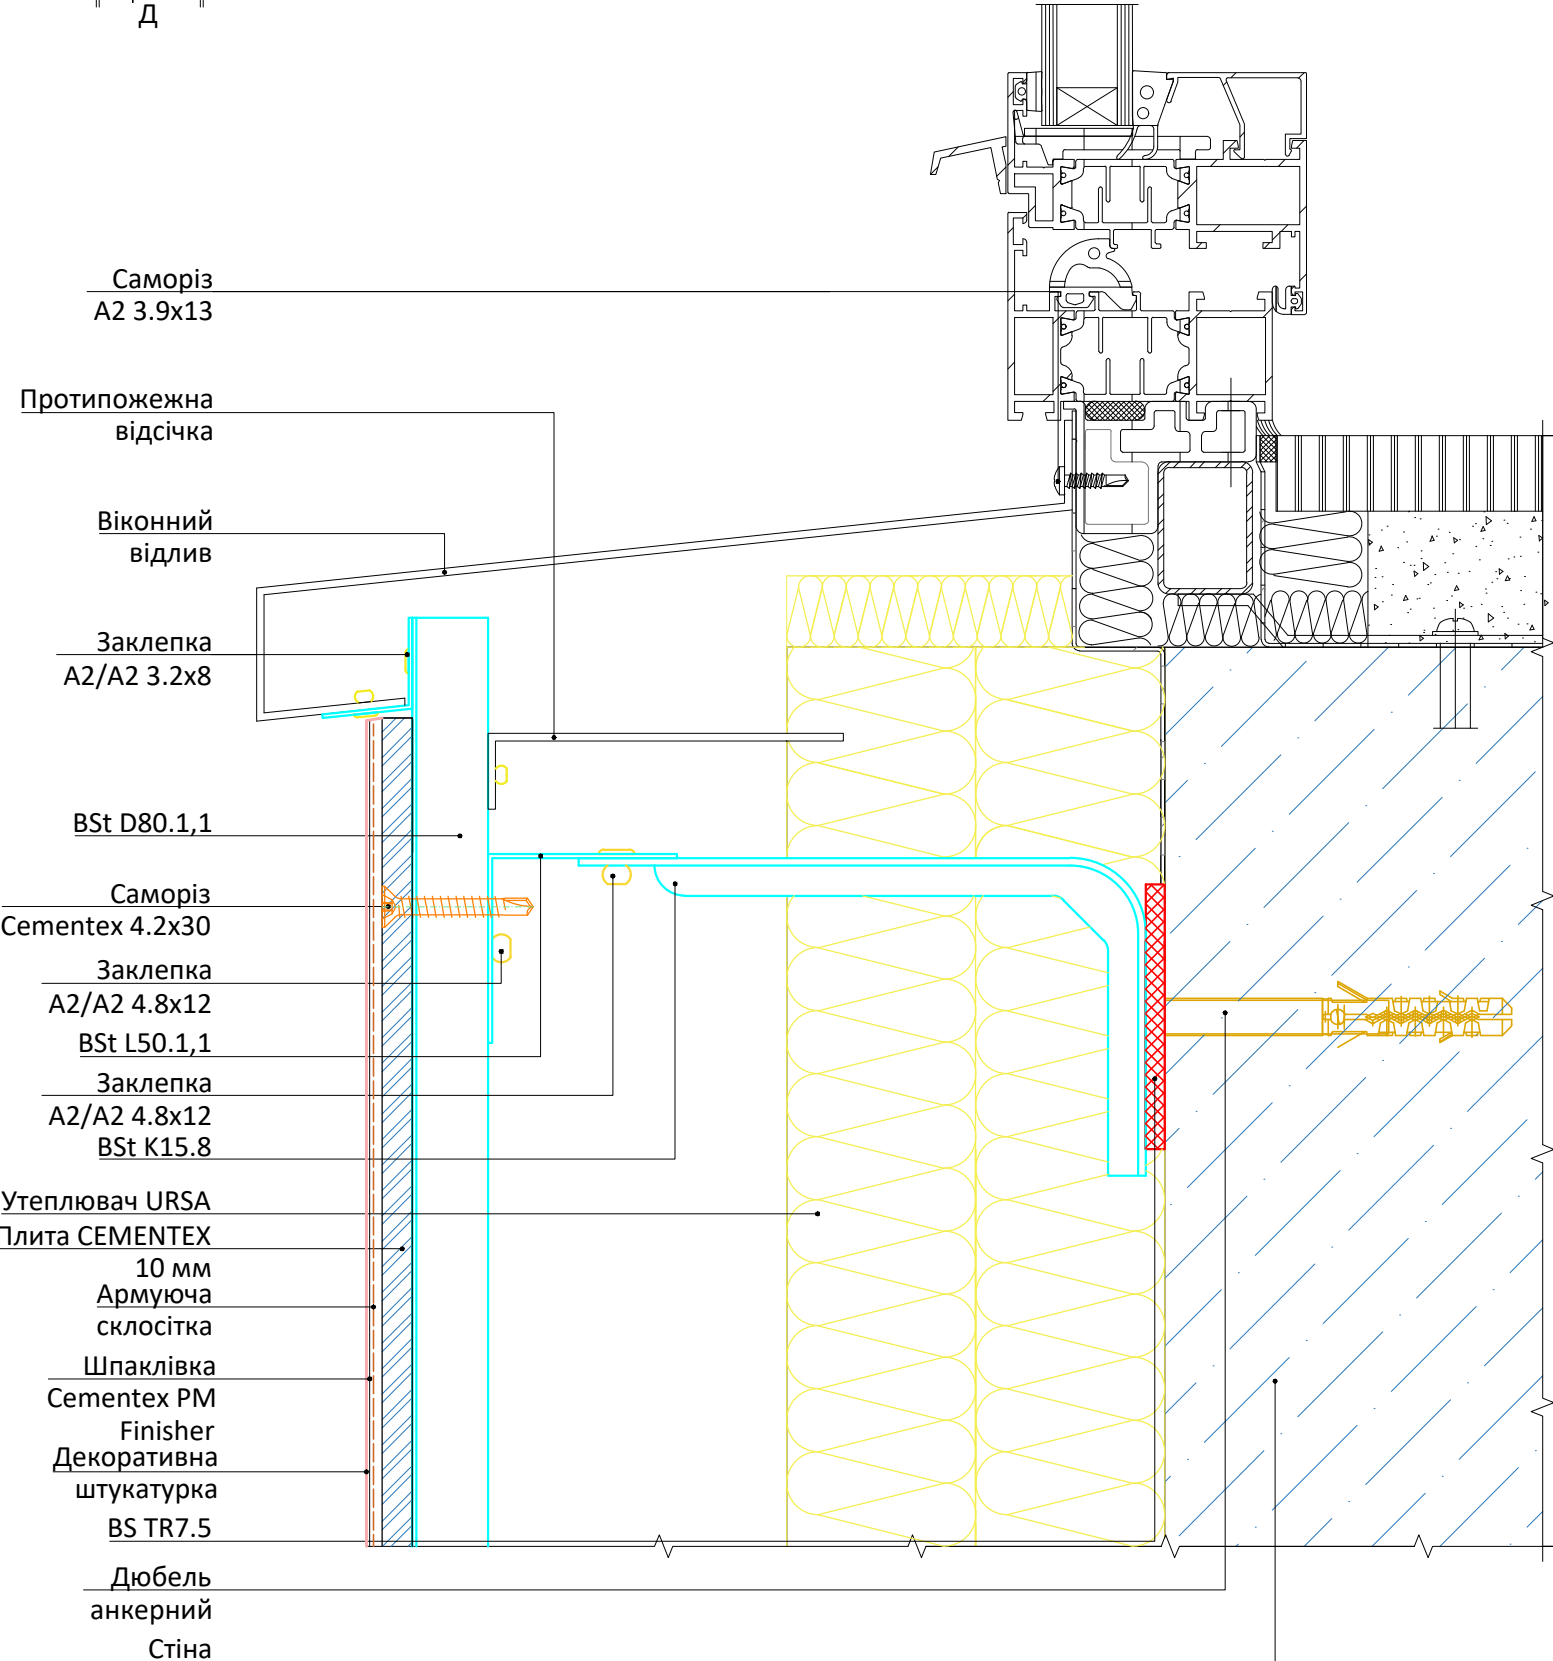 Д
Саморіз
A2 3.9x13
Протипожежна
відсічка
Віконний
відлив
Заклепка
A2/A2 3.2x8
BSt D80.1,1
Саморіз
Cementex 4.2x30
Заклепка
A2/A2 4.8x12
BSt L50.1,1
Заклепка
A2/A2 4.8x12
BSt K15.8
Утеплювач URSA
Плита CEMENTEX
10 мм
Армуюча
склосітка
Шпаклівка
Cementex PM
Finisher
Декоративна
штукатурка
BS TR7.5
Дюбель
анкерний
Стіна